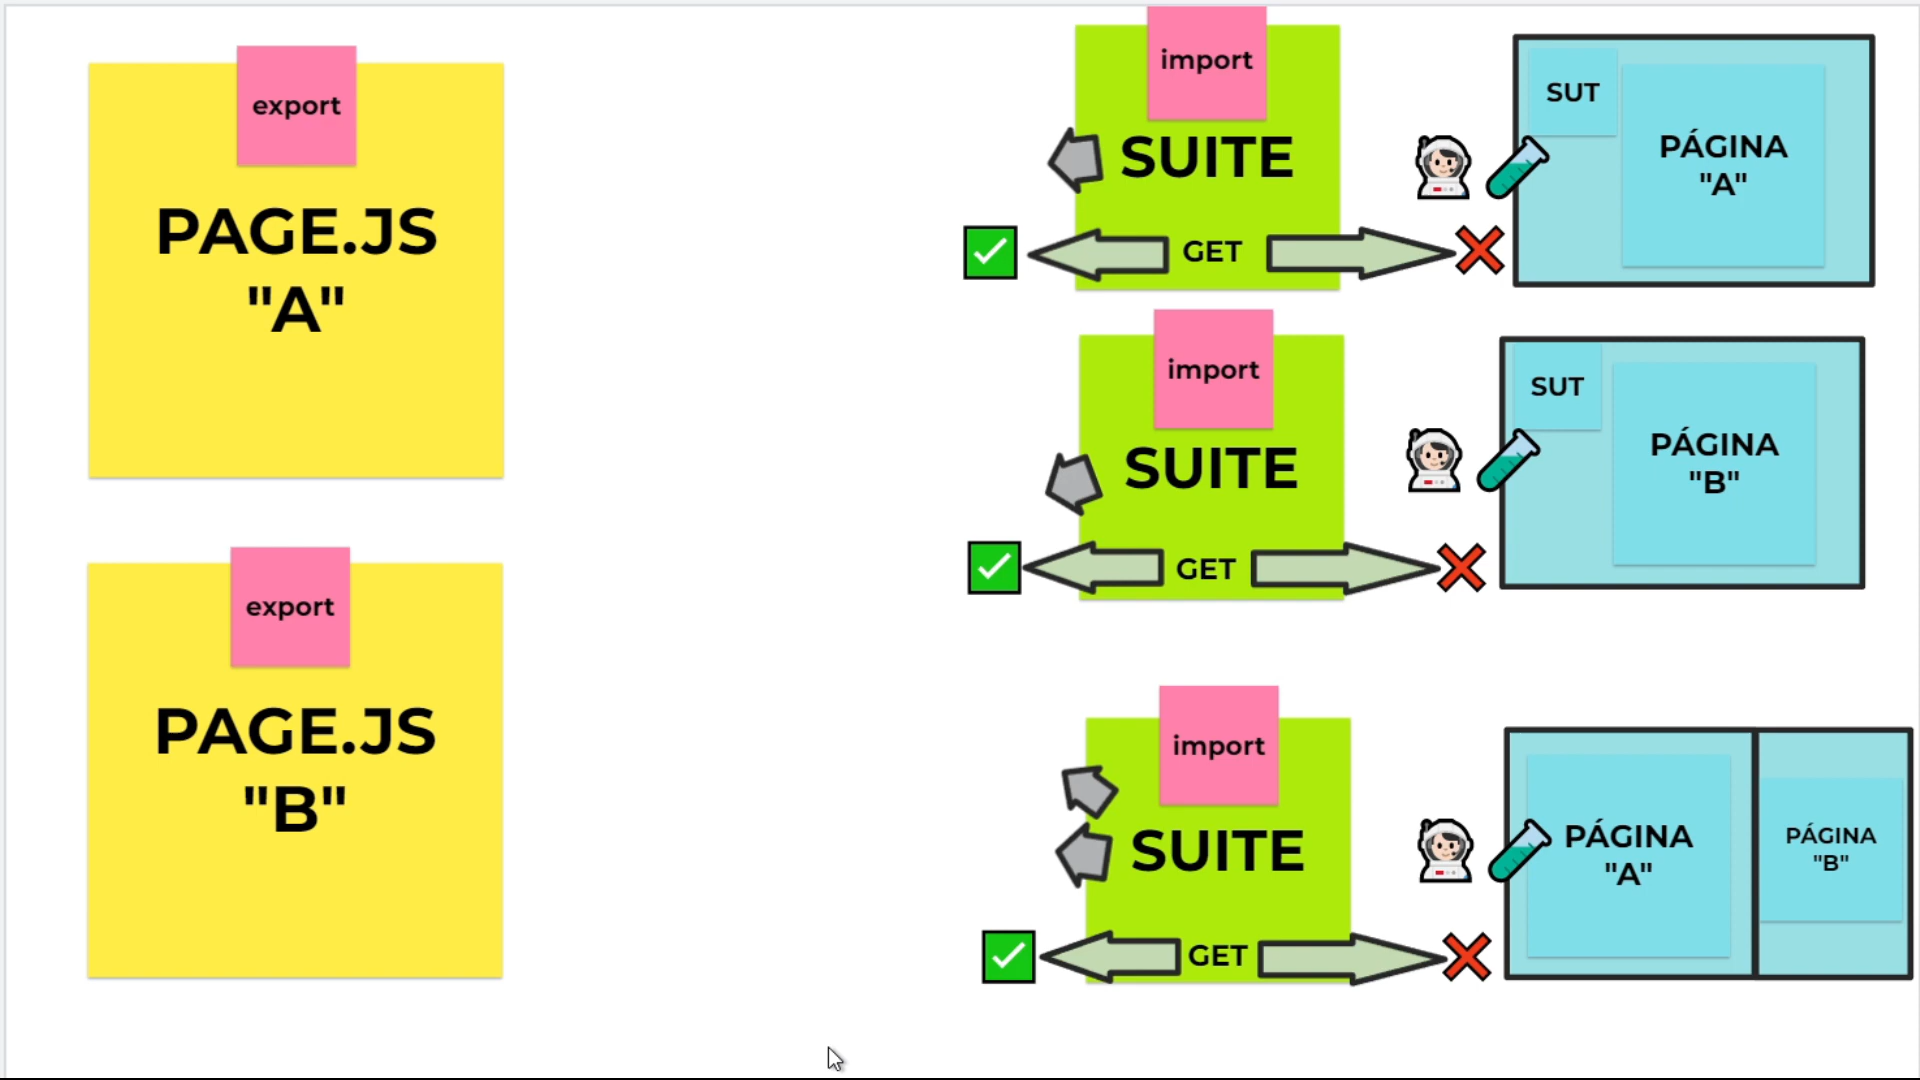 export
PAGE.JS
"A"
export
PAGE.JS
"B"
import
SUITE
GET
SUT
PÁGINA
"A"
import
SUITE
GET
SUT
PÁGINA
"B"
import
SUITE
GET
PÁGINA
"A"
PÁGINA
"B"